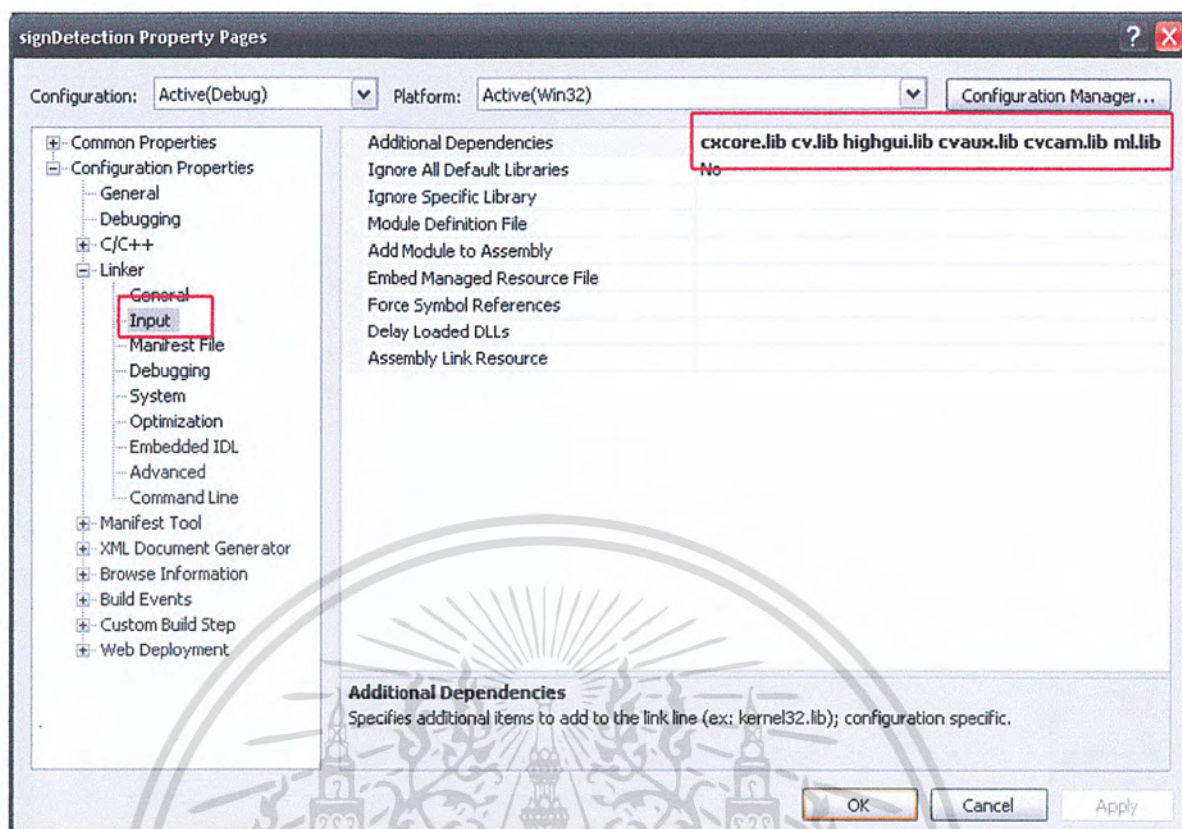 signDetection Property Pages
Configuration: Active(Debug) Platform: Active(Win32) Configuration Manager...
Common Properties
Configuration Properties
General
Debugging
C/C++
Linker
General
Input
Manifest File
Debugging
System
Optimization
Embedded IDL
Advanced
Command Line
Manifest Tool
XML Document Generator
Browse Information
Build Events
Custom Build Step
Web Deployment
Additional Dependencies cxcore.lib cv.lib highgui.lib cvaux.lib cvcam.lib ml.lib
Ignore All Default Libraries No
Ignore Specific Library
Module Definition File
Add Module to Assembly
Embed Managed Resource File
Force Symbol References
Delay Loaded DLLs
Assembly Link Resource
Additional Dependencies
Specifies additional items to add to the link line (ex: kernel32.lib); configuration specific.
OK Cancel Apply